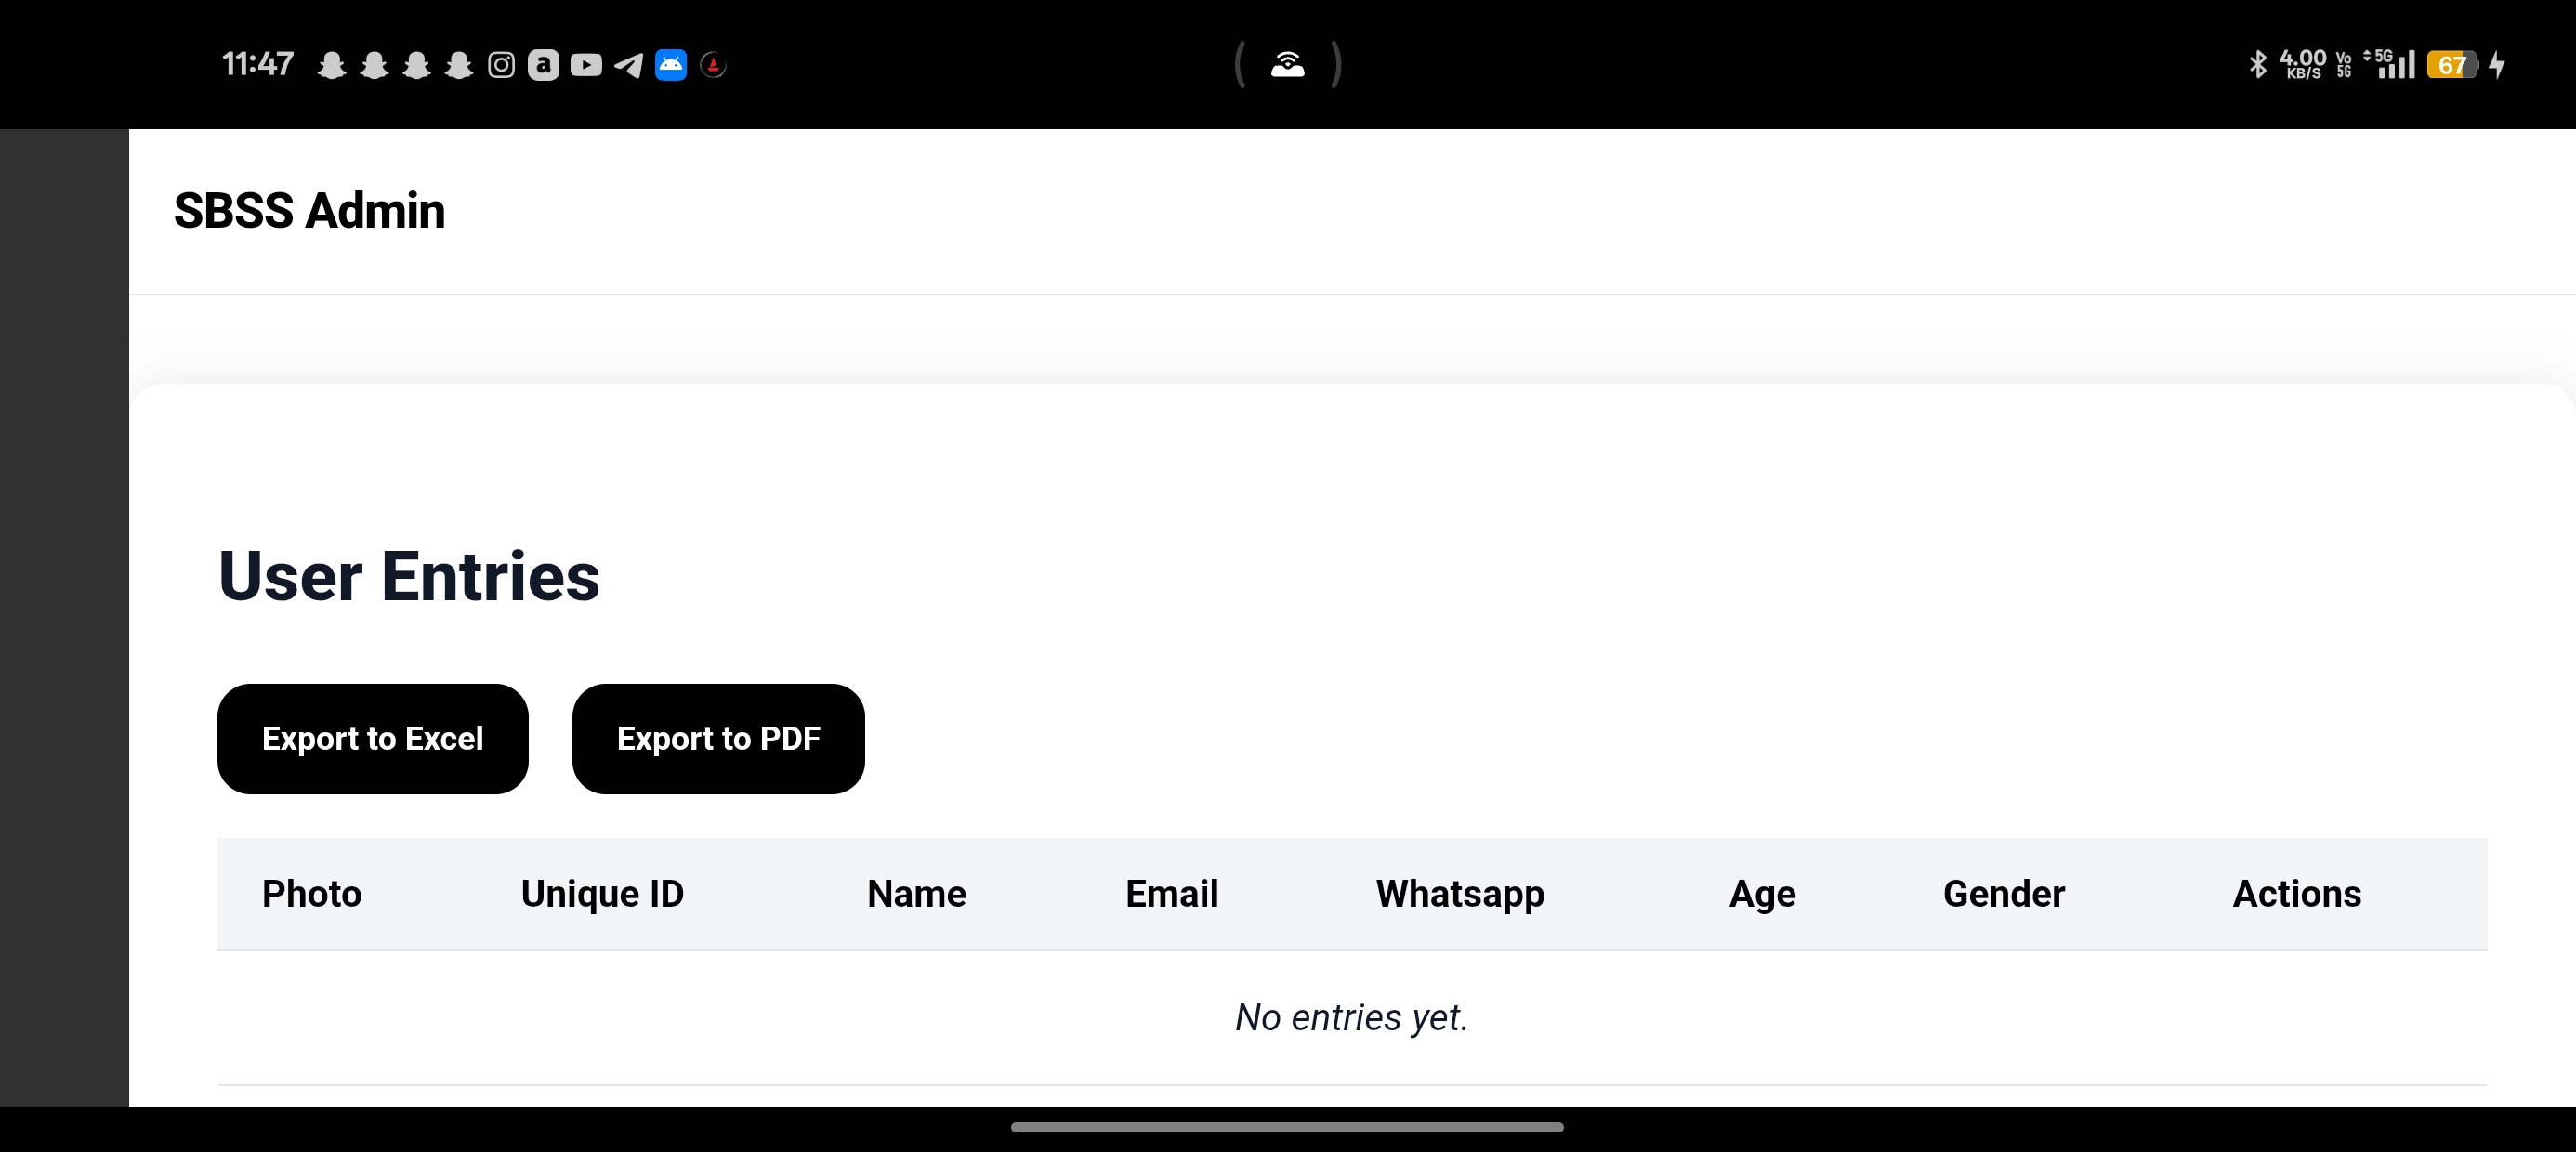 11:47 4.00 KB/S Vo 5G 5G 67
SBSS Admin
User Entries
Export to Excel Export to PDF
Photo Unique ID Name Email Whatsapp Age Gender Actions
No entries yet.